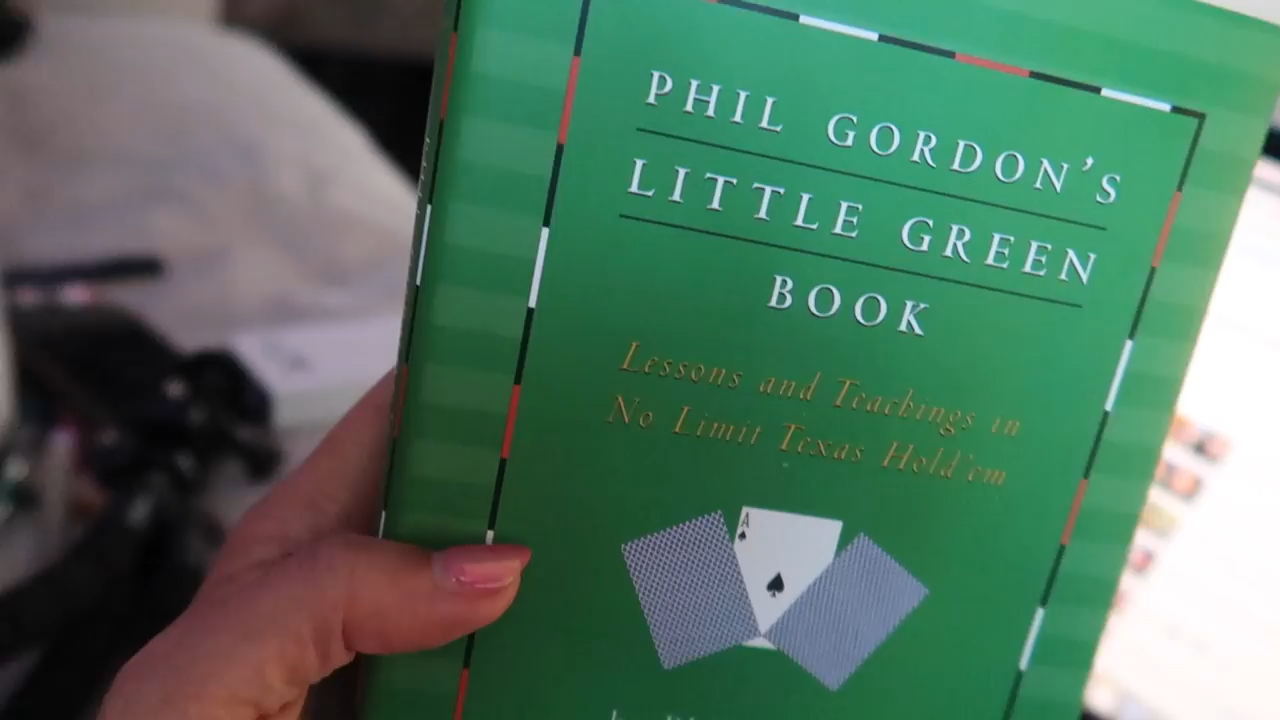 PHIL GORDON'S
LITTLE GREEN
BOOK
Lessons and Teachings in
No Limit Texas Hold'em
A